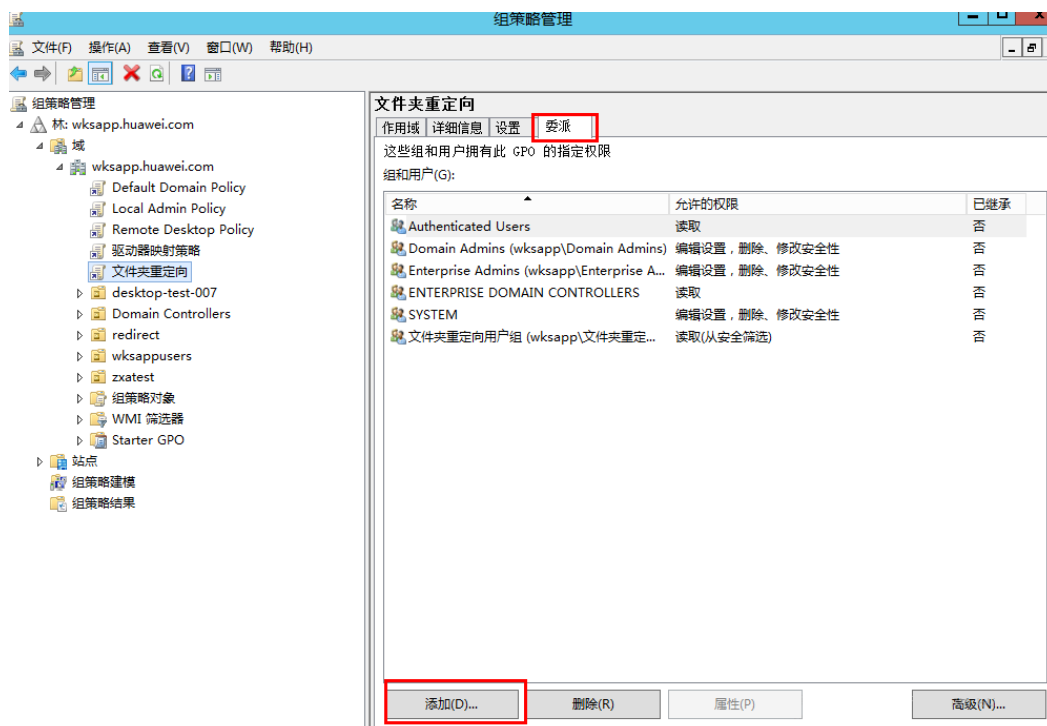 组策略管理
文件(F) 操作(A) 查看(V) 窗口(W) 帮助(H)
组策略管理
林: wksapp.huawei.com
域
wksapp.huawei.com
Default Domain Policy
Local Admin Policy
Remote Desktop Policy
驱动器映射策略
文件夹重定向
desktop-test-007
Domain Controllers
redirect
wksappusers
zxatest
组策略对象
WMI 筛选器
Starter GPO
站点
组策略建模
组策略结果
文件夹重定向
作用域 详细信息 设置 委派
这些组和用户拥有此 GPO 的指定权限
组和用户(G):
名称 允许的权限 已继承
Authenticated Users 读取 否
Domain Admins (wksapp\Domain Admins) 编辑设置，删除、修改安全性 否
Enterprise Admins (wksapp\Enterprise A... 编辑设置，删除、修改安全性 否
ENTERPRISE DOMAIN CONTROLLERS 读取 否
SYSTEM 编辑设置，删除、修改安全性 否
文件夹重定向用户组 (wksapp\文件夹重定... 读取(从安全筛选) 否
添加(D)... 删除(R) 属性(P) 高级(N)...